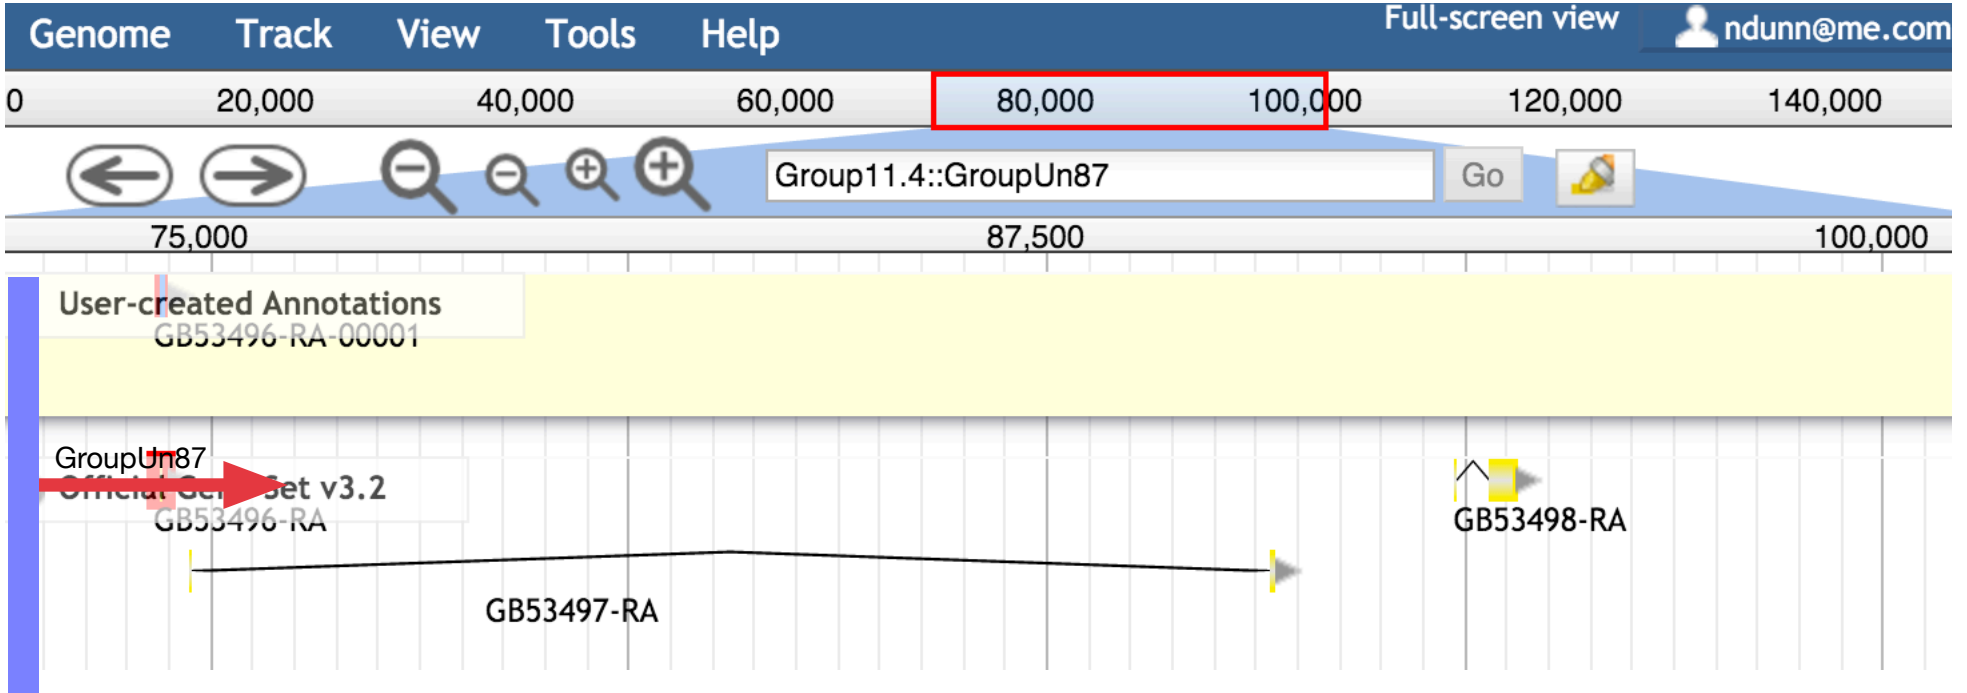 Genome Track View Tools Help Full-screen view ndunn@me.com
0 20,000 40,000 60,000 80,000 100,000 120,000 140,000
Group11.4::GroupUn87 Go
75,000 87,500 100,000
User-created Annotations
GB53496-RA-00001
GroupUn87
Official Gene Set v3.2
GB53496-RA GB53498-RA
GB53497-RA